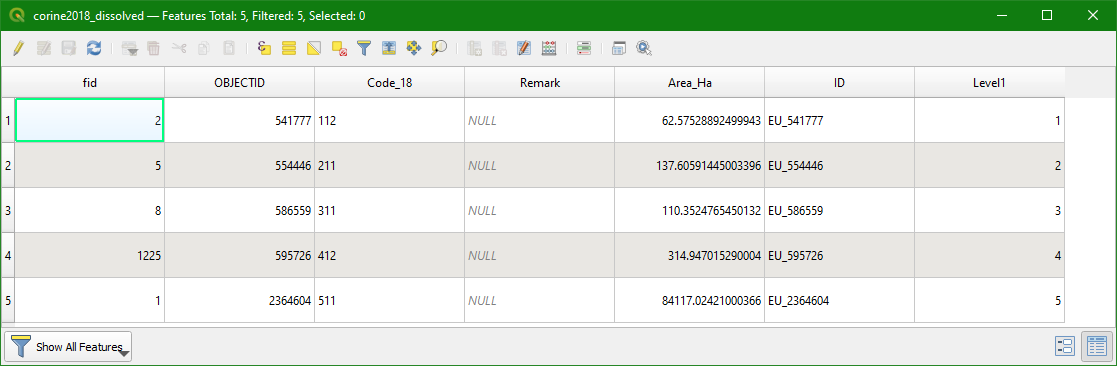 corine2018_dissolved — Features Total: 5, Filtered: 5, Selected: 0
fid OBJECTID Code_18 Remark Area_Ha ID Level1
1 2 541777 112 NULL 62.57528892499943 EU_541777 1
2 5 554446 211 NULL 137.60591445003396 EU_554446 2
3 8 586559 311 NULL 110.3524765450132 EU_586559 3
4 1225 595726 412 NULL 314.947015290004 EU_595726 4
5 1 2364604 511 NULL 84117.02421000366 EU_2364604 5
Show All Features